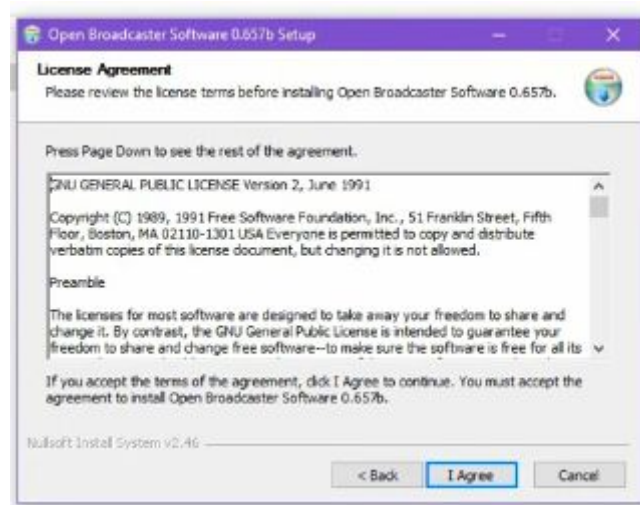 Open Broadcaster Software 0.657b Setup
License Agreement
Please review the license terms before installing Open Broadcaster Software 0.657b.
Press Page Down to see the rest of the agreement.
GNU GENERAL PUBLIC LICENSE Version 2, June 1991
Copyright (C) 1989, 1991 Free Software Foundation, Inc., 51 Franklin Street, Fifth
Floor, Boston, MA 02110-1301 USA Everyone is permitted to copy and distribute
verbatim copies of this license document, but changing it is not allowed.
Preamble
The licenses for most software are designed to take away your freedom to share and
change it. By contrast, the GNU General Public License is intended to guarantee your
freedom to share and change free software--to make sure the software is free for all its
If you accept the terms of the agreement, click I Agree to continue. You must accept the
agreement to install Open Broadcaster Software 0.657b.
Nullsoft Install System v2.46
< Back I Agree Cancel